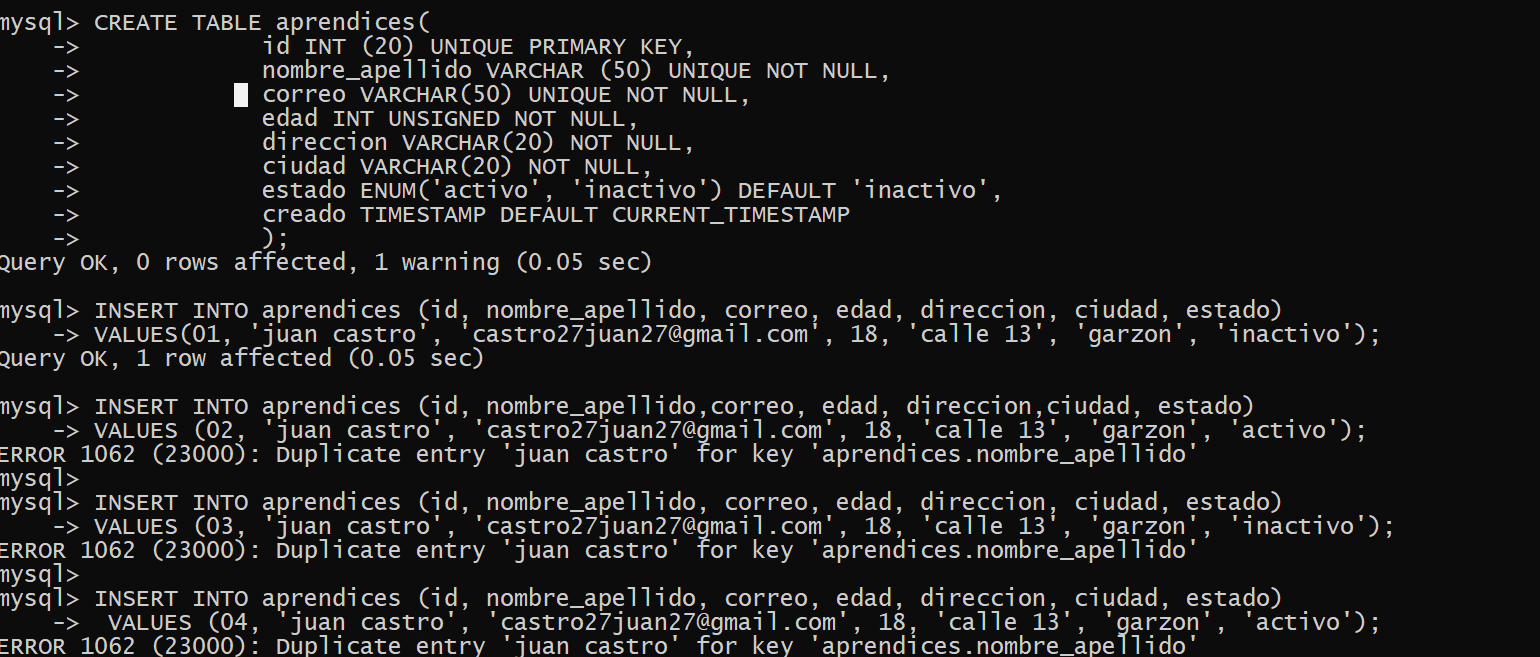 mysql> CREATE TABLE aprendices(
    -> id INT (20) UNIQUE PRIMARY KEY,
    -> nombre_apellido VARCHAR (50) UNIQUE NOT NULL,
    -> correo VARCHAR(50) UNIQUE NOT NULL,
    -> edad INT UNSIGNED NOT NULL,
    -> direccion VARCHAR(20) NOT NULL,
    -> ciudad VARCHAR(20) NOT NULL,
    -> estado ENUM('activo', 'inactivo') DEFAULT 'inactivo',
    -> creado TIMESTAMP DEFAULT CURRENT_TIMESTAMP
    -> );
Query OK, 0 rows affected, 1 warning (0.05 sec)
mysql> INSERT INTO aprendices (id, nombre_apellido, correo, edad, direccion, ciudad, estado)
    -> VALUES(01, 'juan castro', 'castro27juan27@gmail.com', 18, 'calle 13', 'garzon', 'inactivo');
Query OK, 1 row affected (0.05 sec)
mysql> INSERT INTO aprendices (id, nombre_apellido,correo, edad, direccion,ciudad, estado)
    -> VALUES (02, 'juan castro', 'castro27juan27@gmail.com', 18, 'calle 13', 'garzon', 'activo');
ERROR 1062 (23000): Duplicate entry 'juan castro' for key 'aprendices.nombre_apellido'
mysql>
mysql> INSERT INTO aprendices (id, nombre_apellido, correo, edad, direccion, ciudad, estado)
    -> VALUES (03, 'juan castro', 'castro27juan27@gmail.com', 18, 'calle 13', 'garzon', 'inactivo');
ERROR 1062 (23000): Duplicate entry 'juan castro' for key 'aprendices.nombre_apellido'
mysql>
mysql> INSERT INTO aprendices (id, nombre_apellido, correo, edad, direccion, ciudad, estado)
    ->  VALUES (04, 'juan castro', 'castro27juan27@gmail.com', 18, 'calle 13', 'garzon', 'activo');
ERROR 1062 (23000): Duplicate entry 'juan castro' for key 'aprendices.nombre_apellido'